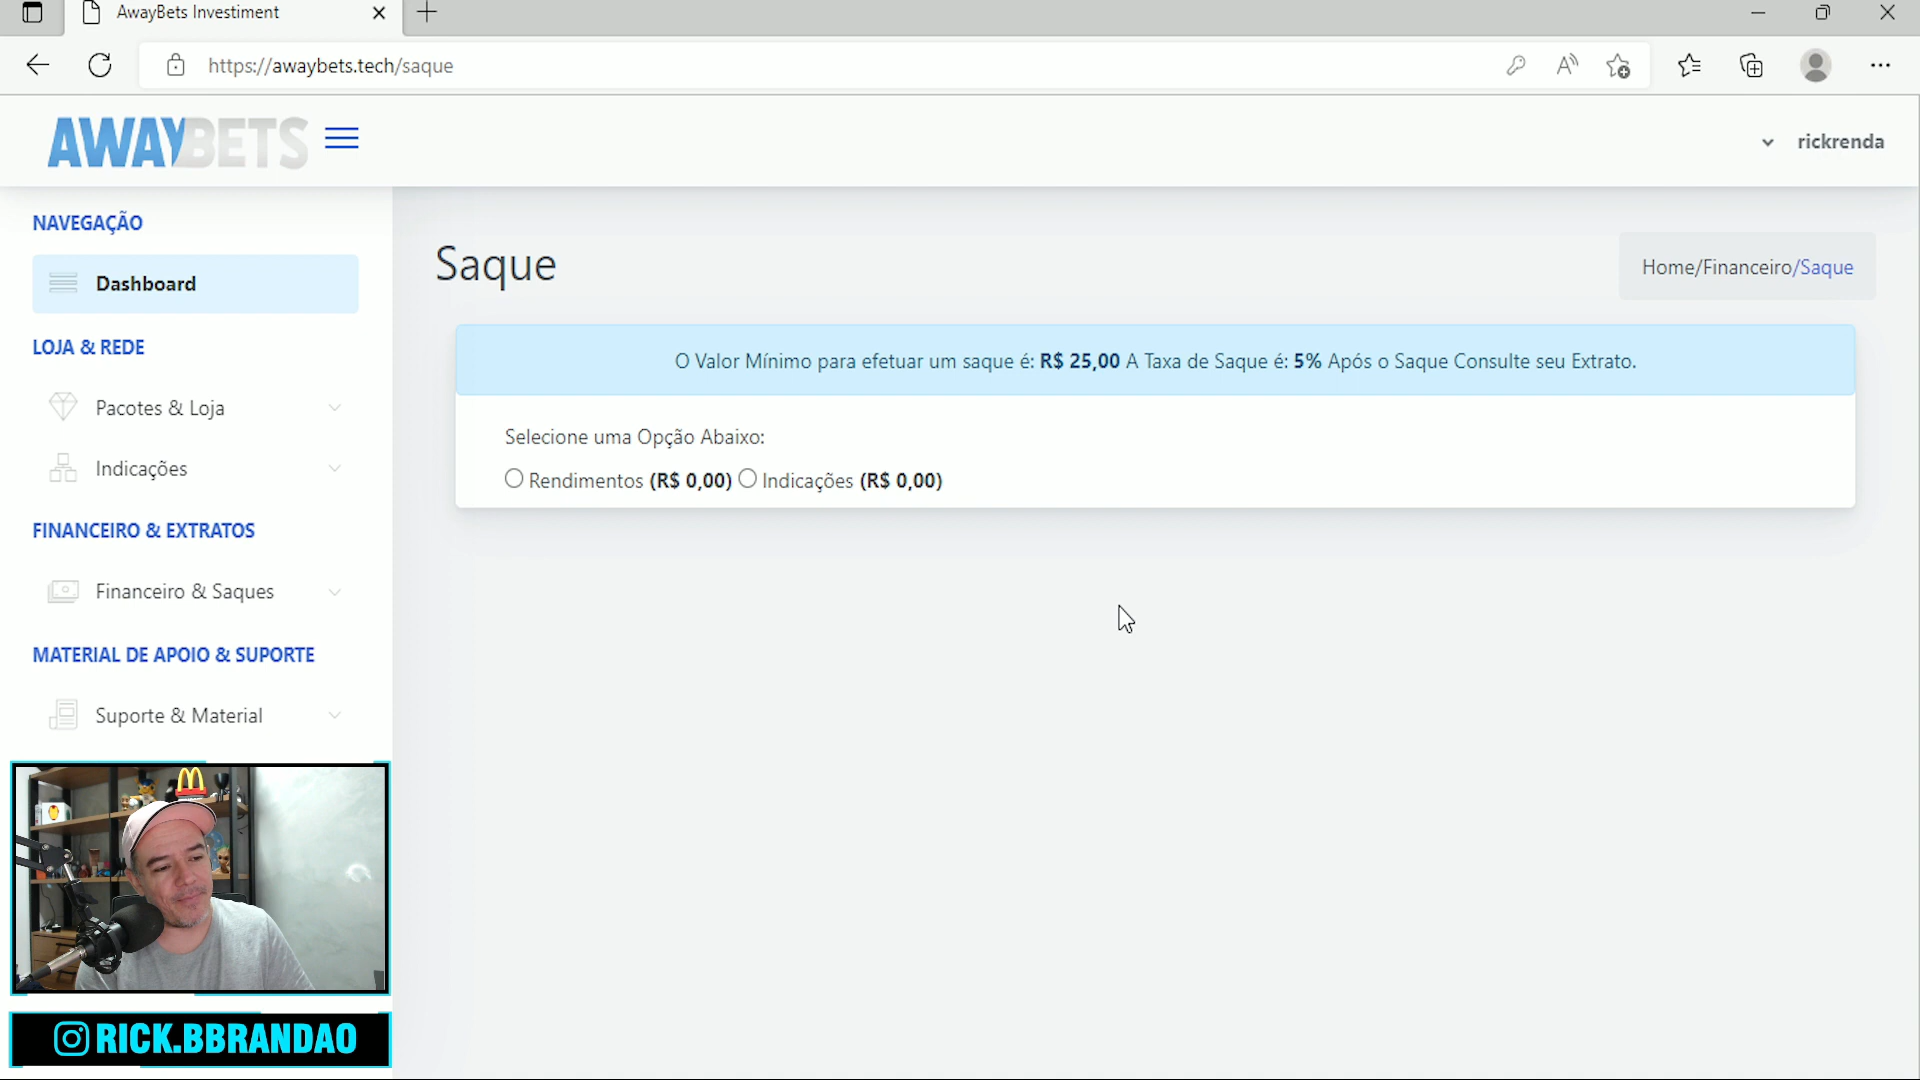 AwayBets Investiment
https://awaybets.tech/saque
AWAYBETS
rickrenda
NAVEGAÇÃO
Dashboard
LOJA & REDE
Pacotes & Loja
Indicações
FINANCEIRO & EXTRATOS
Financeiro & Saques
MATERIAL DE APOIO & SUPORTE
Suporte & Material
Saque
Home/Financeiro/Saque
O Valor Mínimo para efetuar um saque é: R$ 25,00 A Taxa de Saque é: 5% Após o Saque Consulte seu Extrato.
Selecione uma Opção Abaixo:
Rendimentos (R$ 0,00) Indicações (R$ 0,00)
RICK.BBRANDAO